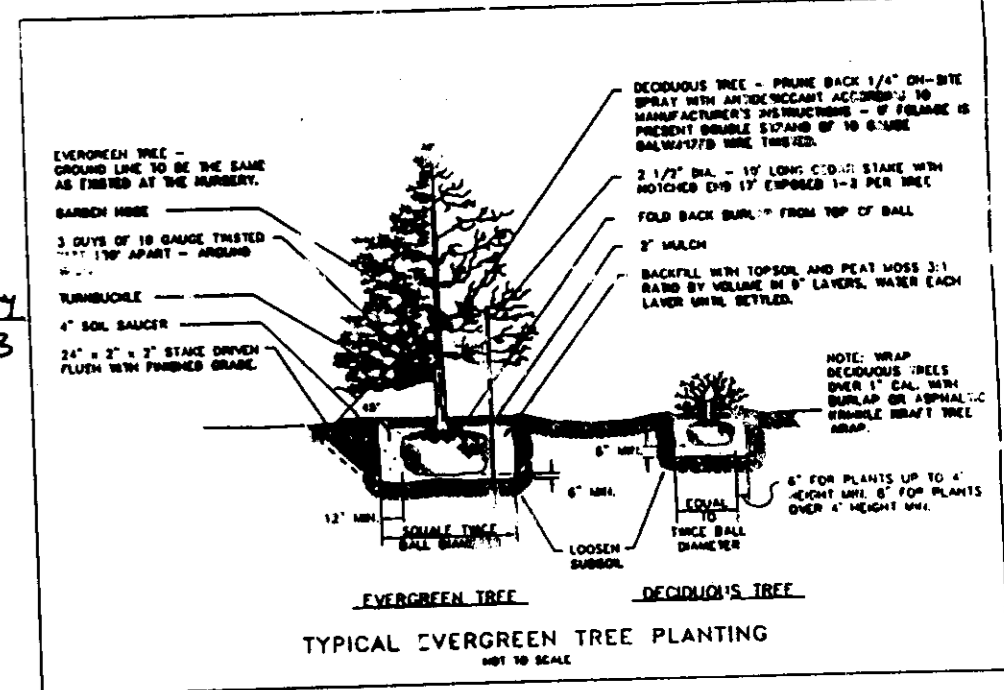 EVERGREEN TREE –
GROUND LINE TO BE THE SAME
AS EXISTED AT THE NURSERY.
GARDEN HOSE
3 GUYS OF 10 GAUGE TWISTED
APART – AROUND
TURNBUCKLE
4" SOIL SAUCER
24" x 2" x 2" STAKE DRIVEN
FLUSH WITH FINISHED GRADE.
DECIDUOUS TREE – PRUNE BACK 1/4" ON-SITE
SPRAY WITH ANTIDESICCANT ACCORDING TO
MANUFACTURER'S INSTRUCTIONS – IF FOLIAGE IS
PRESENT DOUBLE STRAND OF 10 GAUGE
WIRE TWISTED.
2 1/2" DIA. – 10' LONG CEDAR STAKE WITH
NOTCHED END EXPOSED 1-3 PER TREE
FOLD BACK BURLAP FROM TOP OF BALL
2" MULCH
BACKFILL WITH TOPSOIL AND PEAT MOSS 3:1
RATIO BY VOLUME IN LAYERS, WATER EACH
LAYER UNTIL SETTLED.
NOTE: WRAP
DECIDUOUS TREES
OVER 1" CAL. WITH
BURLAP OR ASPHALTIC
KRINKLE KRAFT TREE
WRAP.
6" MIN.
6" MIN.
12" MIN.
SQUARE TWICE
BALL
LOOSEN
SUBSOIL
EQUAL
TO
TWICE BALL
DIAMETER
6" FOR PLANTS UP TO 4'
HEIGHT MIN. 8" FOR PLANTS
OVER 4' HEIGHT MIN.
EVERGREEN TREE
DECIDUOUS TREE
TYPICAL EVERGREEN TREE PLANTING
NOT TO SCALE